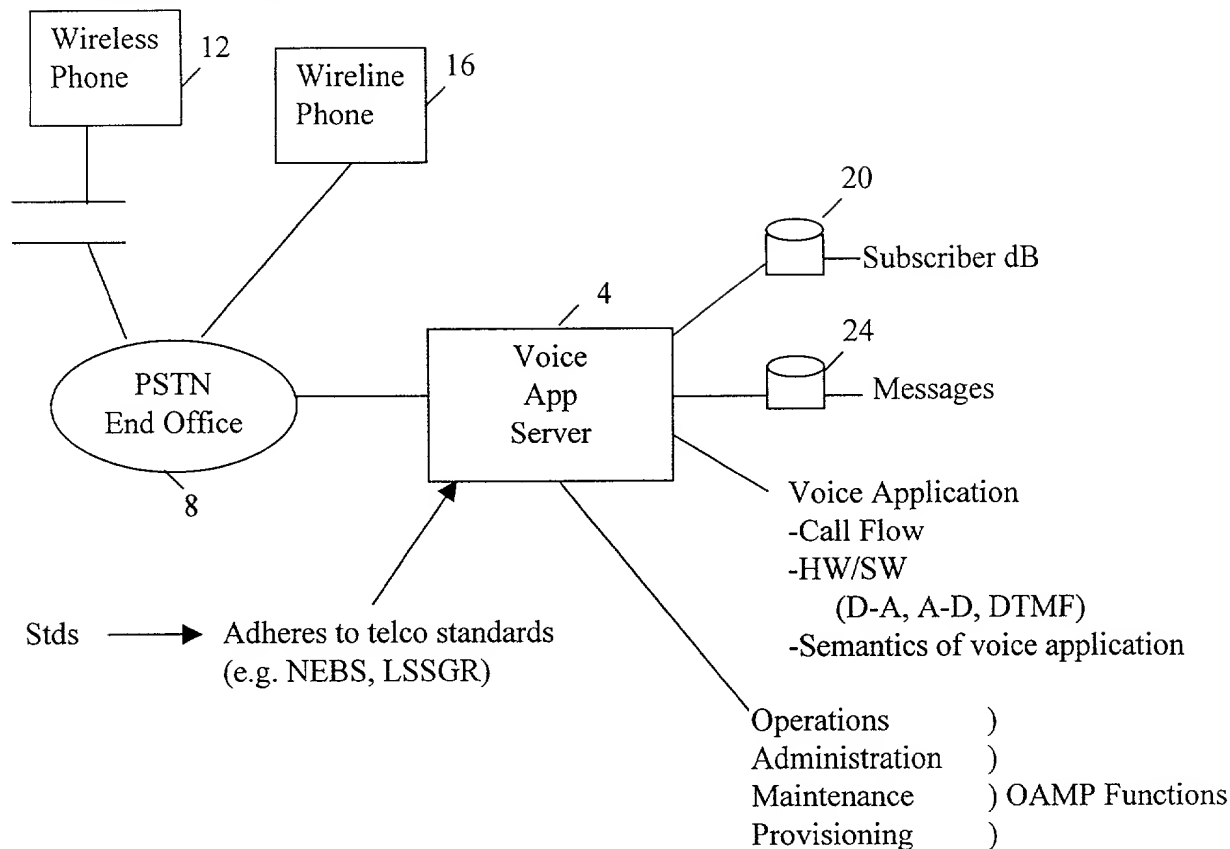 Wireless
Phone
12
Wireline
Phone
16
20
Subscriber dB
4
Voice
App
Server
24
Messages
PSTN
End Office
8
Voice Application
-Call Flow
-HW/SW
(D-A, A-D, DTMF)
-Semantics of voice application
Stds
Adheres to telco standards
(e.g. NEBS, LSSGR)
Operations )
Administration )
Maintenance ) OAMP Functions
Provisioning )